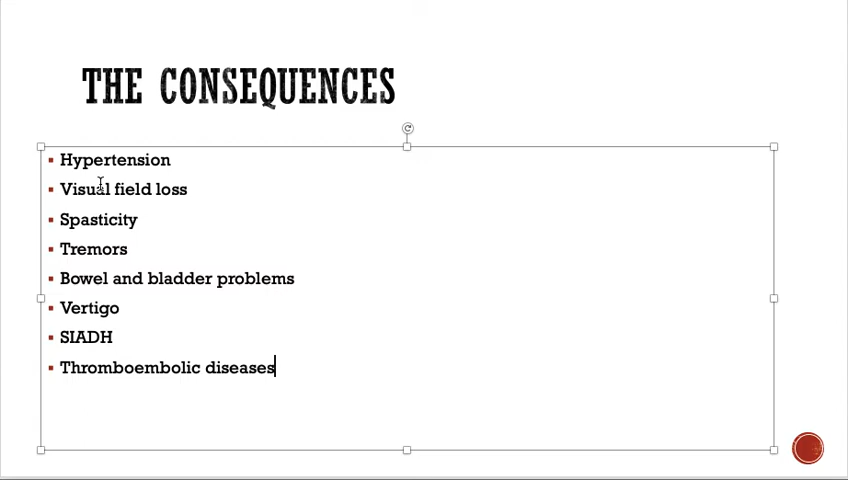 THE CONSEQUENCES
Hypertension
Visual field loss
Spasticity
Tremors
Bowel and bladder problems
Vertigo
SIADH
Thromboembolic diseases